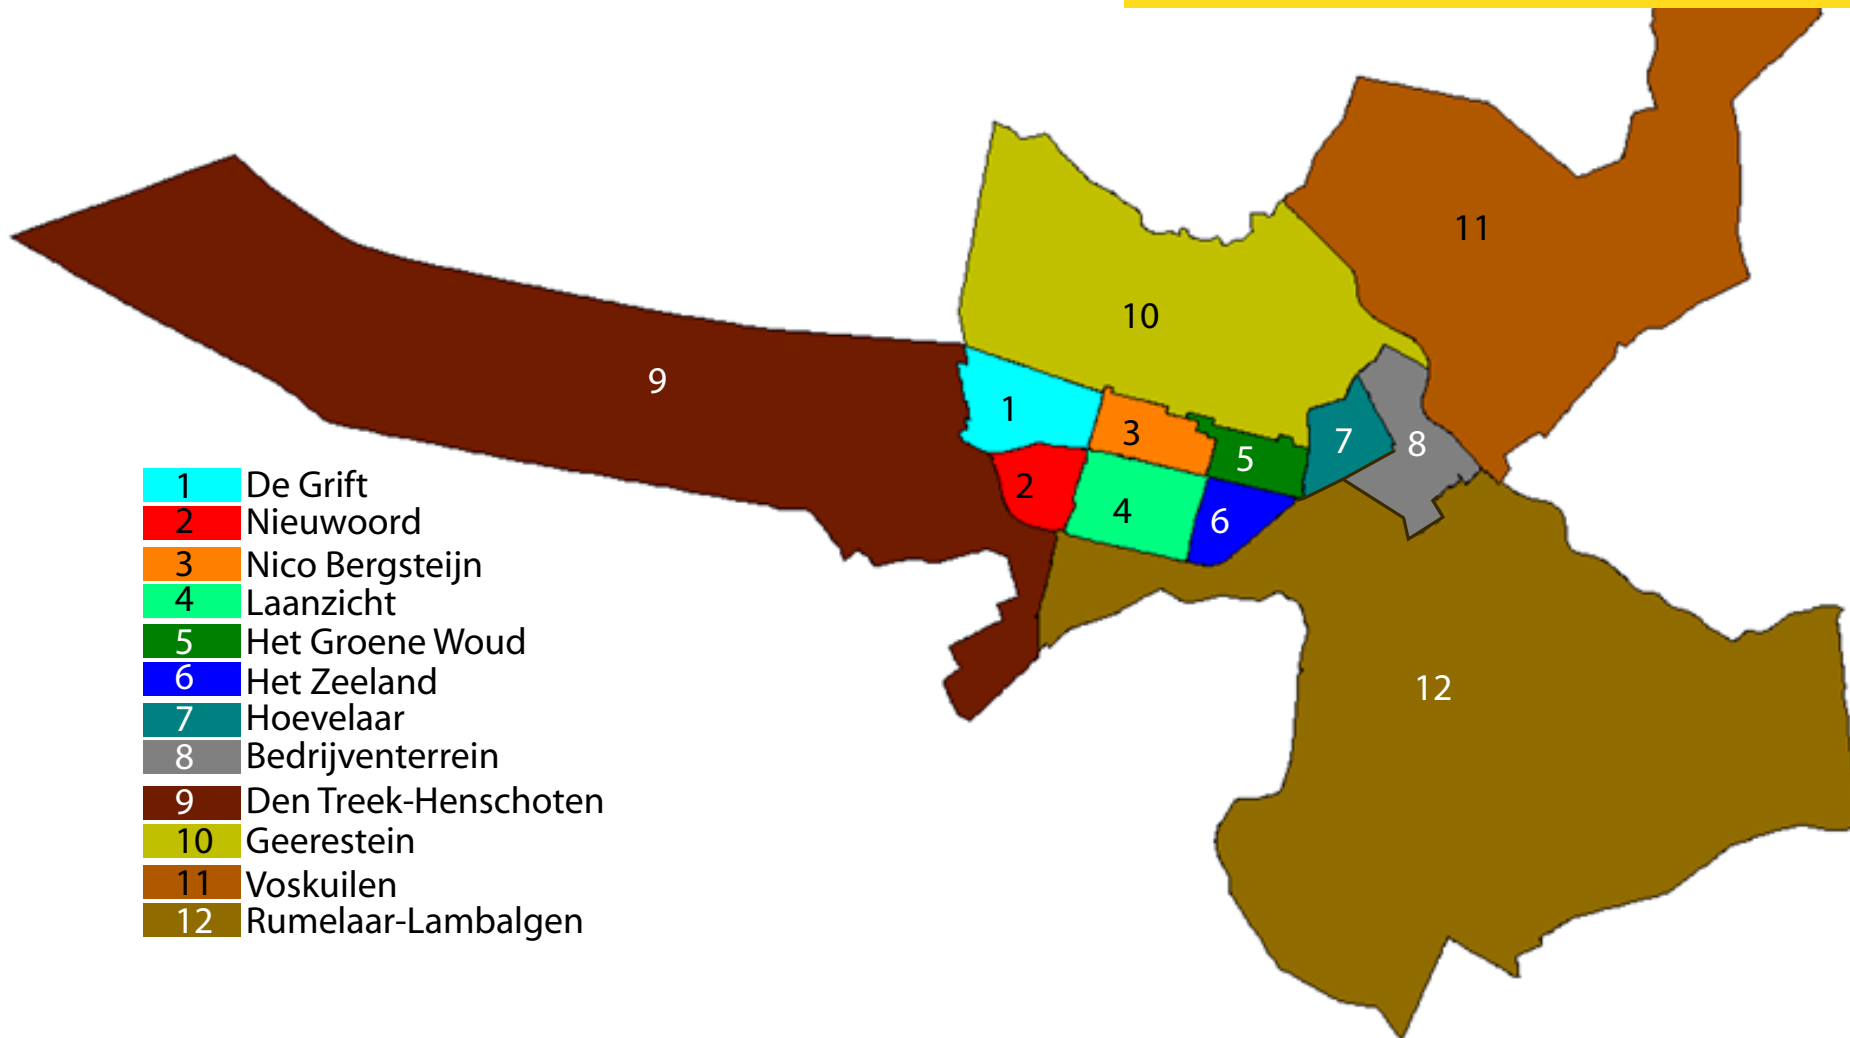 11
10
9
1
3
7
8
5
2
4
6
12
1 De Grift
2 Nieuwoord
3 Nico Bergsteijn
4 Laanzicht
5 Het Groene Woud
6 Het Zeeland
7 Hoevelaar
8 Bedrijventerrein
9 Den Treek-Henschoten
10 Geerestein
11 Voskuilen
12 Rumelaar-Lambalgen